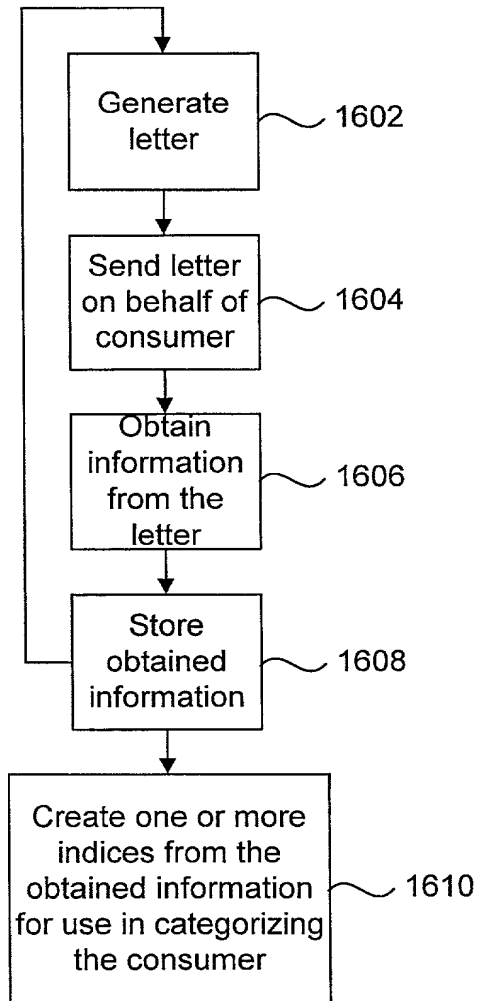 Generate
letter
1602
Send letter
on behalf of
consumer
1604
Obtain
information
from the
letter
1606
Store
obtained
information
1608
Create one or more
indices from the
obtained information
for use in categorizing
the consumer
1610